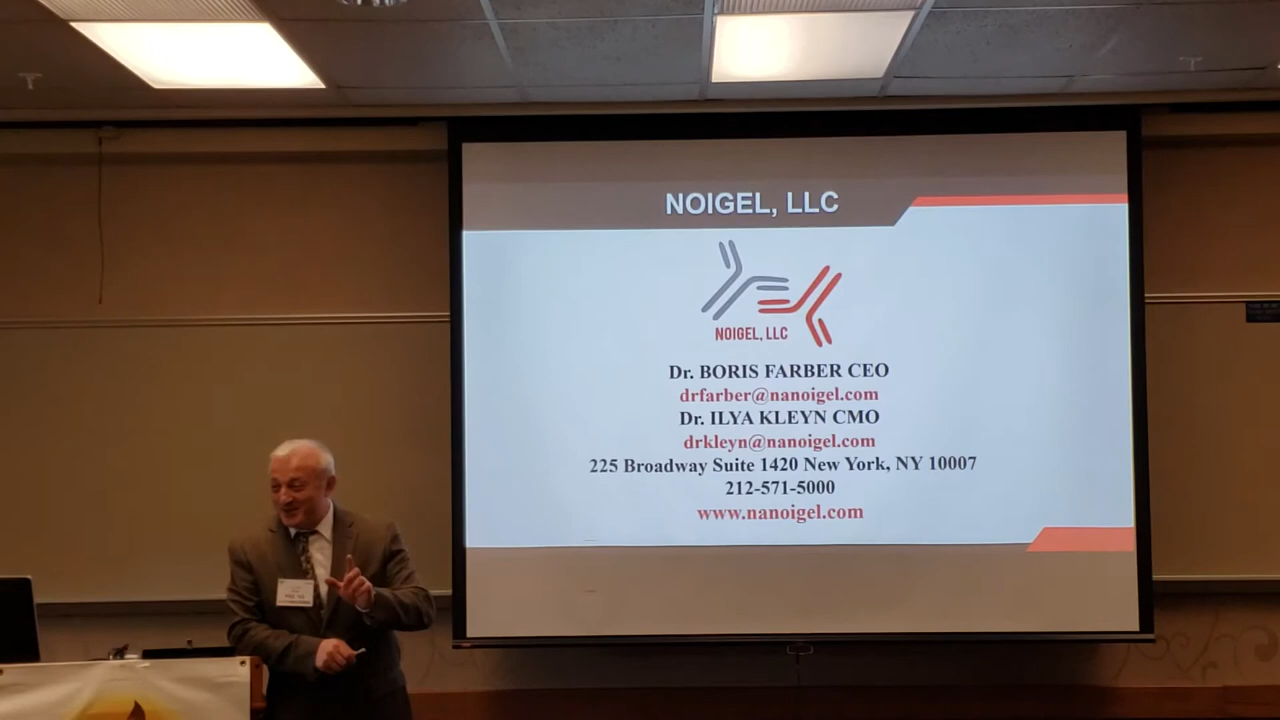 NOIGEL, LLC
NOIGEL, LLC
Dr. BORIS FARBER CEO
drfarber@nanoigel.com
Dr. ILYA KLEYN CMO
drkleyn@nanoigel.com
225 Broadway Suite 1420 New York, NY 10007
212-571-5000
www.nanoigel.com